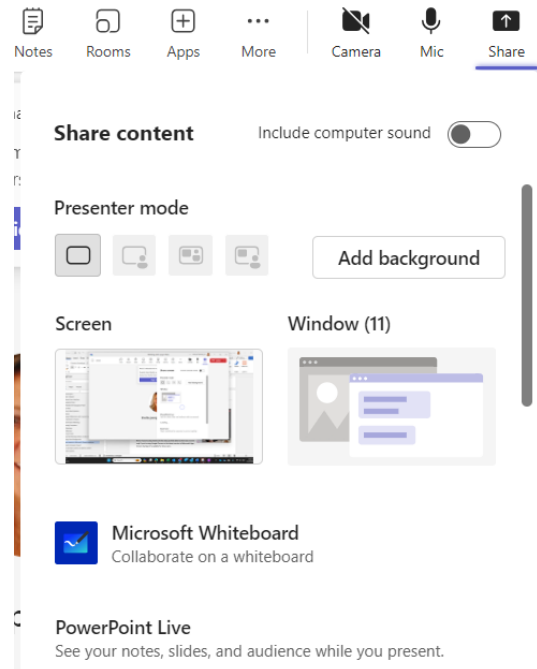 Notes Rooms Apps More Camera Mic Share
Share content Include computer sound
Presenter mode
Add background
Screen Window (11)
Microsoft Whiteboard
Collaborate on a whiteboard
PowerPoint Live
See your notes, slides, and audience while you present.